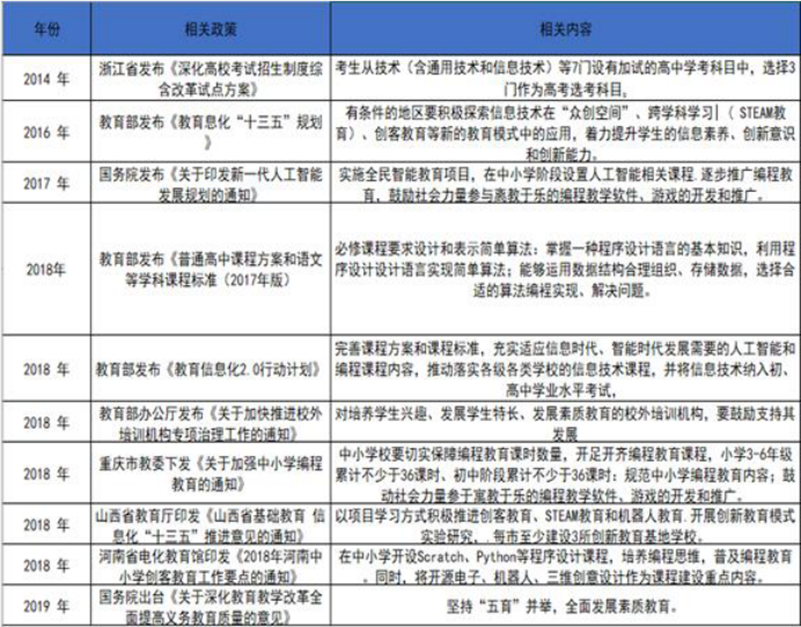 年份 相关政策 相关内容
2014 年 浙江省发布《深化高校考试招生制度综
含改革试点方案》
考生从技术（含通用技术和信息技术）等7门设有加试的高中学考科目中，选择3
门作为高考选考科目。
2016 年 教育部发布《教育息化“十三五”规划
》
有条件的地区要积极探索信息技术在“众创空间”、跨学科学习|（ STEAM教
育）、创客教育等新的教育模式中的应用，着力提升学生的信息素养、创新意识
和创新能力。
2017 年 国务院发布《关于印发新一代人工智能
发展规划的通知》
实施全民智能教育项目，在中小学阶段设置人工智能相关课程.逐步推广编程教
育，鼓励社会力量参与离教于乐的编程教学软件、游戏的开发和推广。
2018年 教育部发布《普通高中课程方案和语文
等学科课程标准（2017年版）
必修课程要求设计和表示简单算法：掌握一种程序设计语言的基本知识，利用程
序设计设计语言实现简单算法；能够运用数据结构合理组织、存储数据，选择合
适的算法编裎实现、解决问题。
2018 年 教育部发布《教育信息化2.0行动计划》
完善课程方案和课程标准，充实适应信息时代、智能时代发展需要的人工智能和
编程课程内容，推动落实各级各类学校的信息技术课程，并将信息技术纳入初、
高中学业水平考试，
2018 年 教育部办公厅发布《关于加快推进校外
培训机构专项治理工作的通知》
对培养学生兴趣、发展学生特长、发展素质教育的校外培训机构，要鼓励支持其
发展
2018 年 重庆市教委下发《关于加强中小学编程
教育的通知》
中小学校要切实保障编程教育课时数量，开足开齐编程教育课程，小学3-6年级
累计不少于36课时、初中阶段累计不少于36课时：规范中小学编程教育内容；鼓
动社会力量参于寓教于乐的编程教学软件、游戏的开发和推广。
2018 年 山西省教育厅印发《山西省基础教育 信
息化“十三五”推进意见的通知》
以项目学习方式积极推进创客教育、STEAM教育和机器人教育.开展创新教育模式
实验研究，.每市至少建设3所创新教育基地学校。
2018 年 河南省电化教育馆印发《2018年河南中
小学创客教育工作要点的通知》
在中小学开设Scratch、Python等程序设计课程，培养编程思维，普及编程教育
。同时，将开源电子、机器人、三维创意设计作为课程建设重点内容。
2019 年 国务院出台《关于深化教育教学改革全
面提高义务教育质量的意见》
坚持“五育”并举，全面发展素质教育。